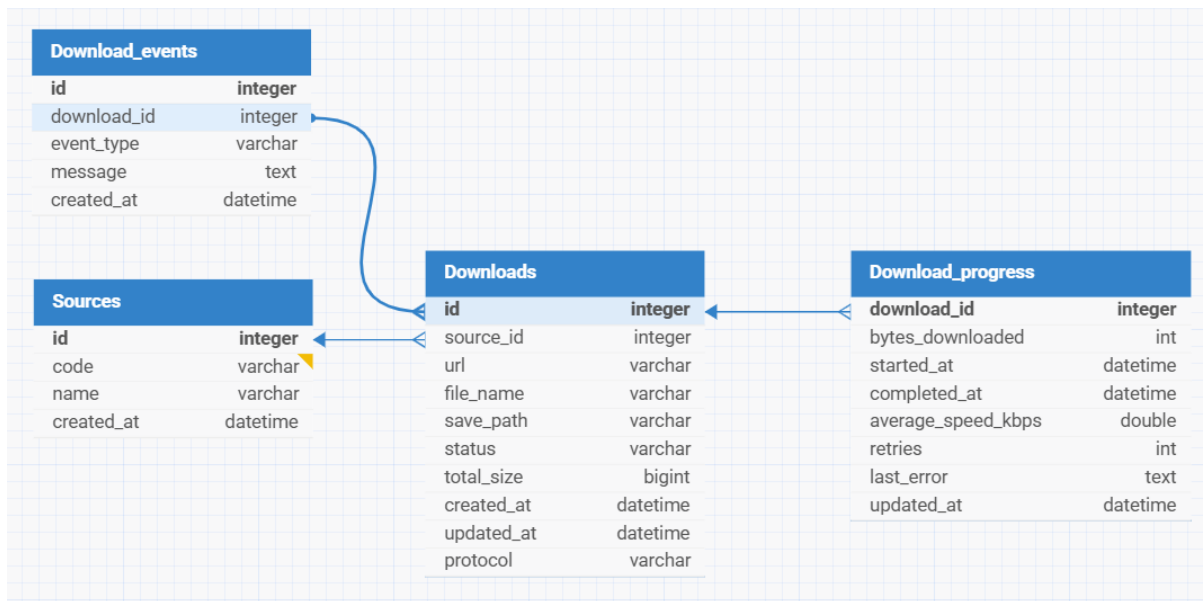 Download_events
id integer
download_id integer
event_type varchar
message text
created_at datetime
Sources
id integer
code varchar
name varchar
created_at datetime
Downloads
id integer
source_id integer
url varchar
file_name varchar
save_path varchar
status varchar
total_size bigint
created_at datetime
updated_at datetime
protocol varchar
Download_progress
download_id integer
bytes_downloaded int
started_at datetime
completed_at datetime
average_speed_kbps double
retries int
last_error text
updated_at datetime